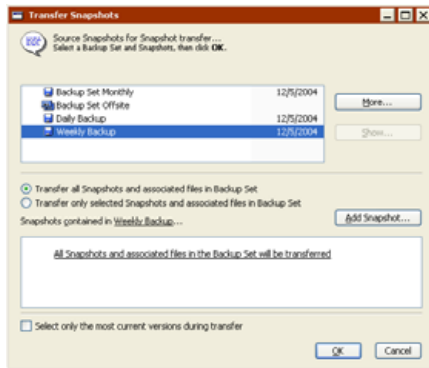 Transfer Snapshots
Source Snapshots for Snapshot transfer...
Select a Backup Set and Snapshots, then click OK.
Backup Set Monthly 12/5/2004
Backup Set Offsite
Daily Backup 12/5/2004
Weekly Backup 12/5/2004
More...
Show...
Transfer all Snapshots and associated files in Backup Set
Transfer only selected Snapshots and associated files in Backup Set
Snapshots contained in Weekly Backup...
Add Snapshot...
All Snapshots and associated files in the Backup Set will be transferred
Select only the most current versions during transfer
OK
Cancel